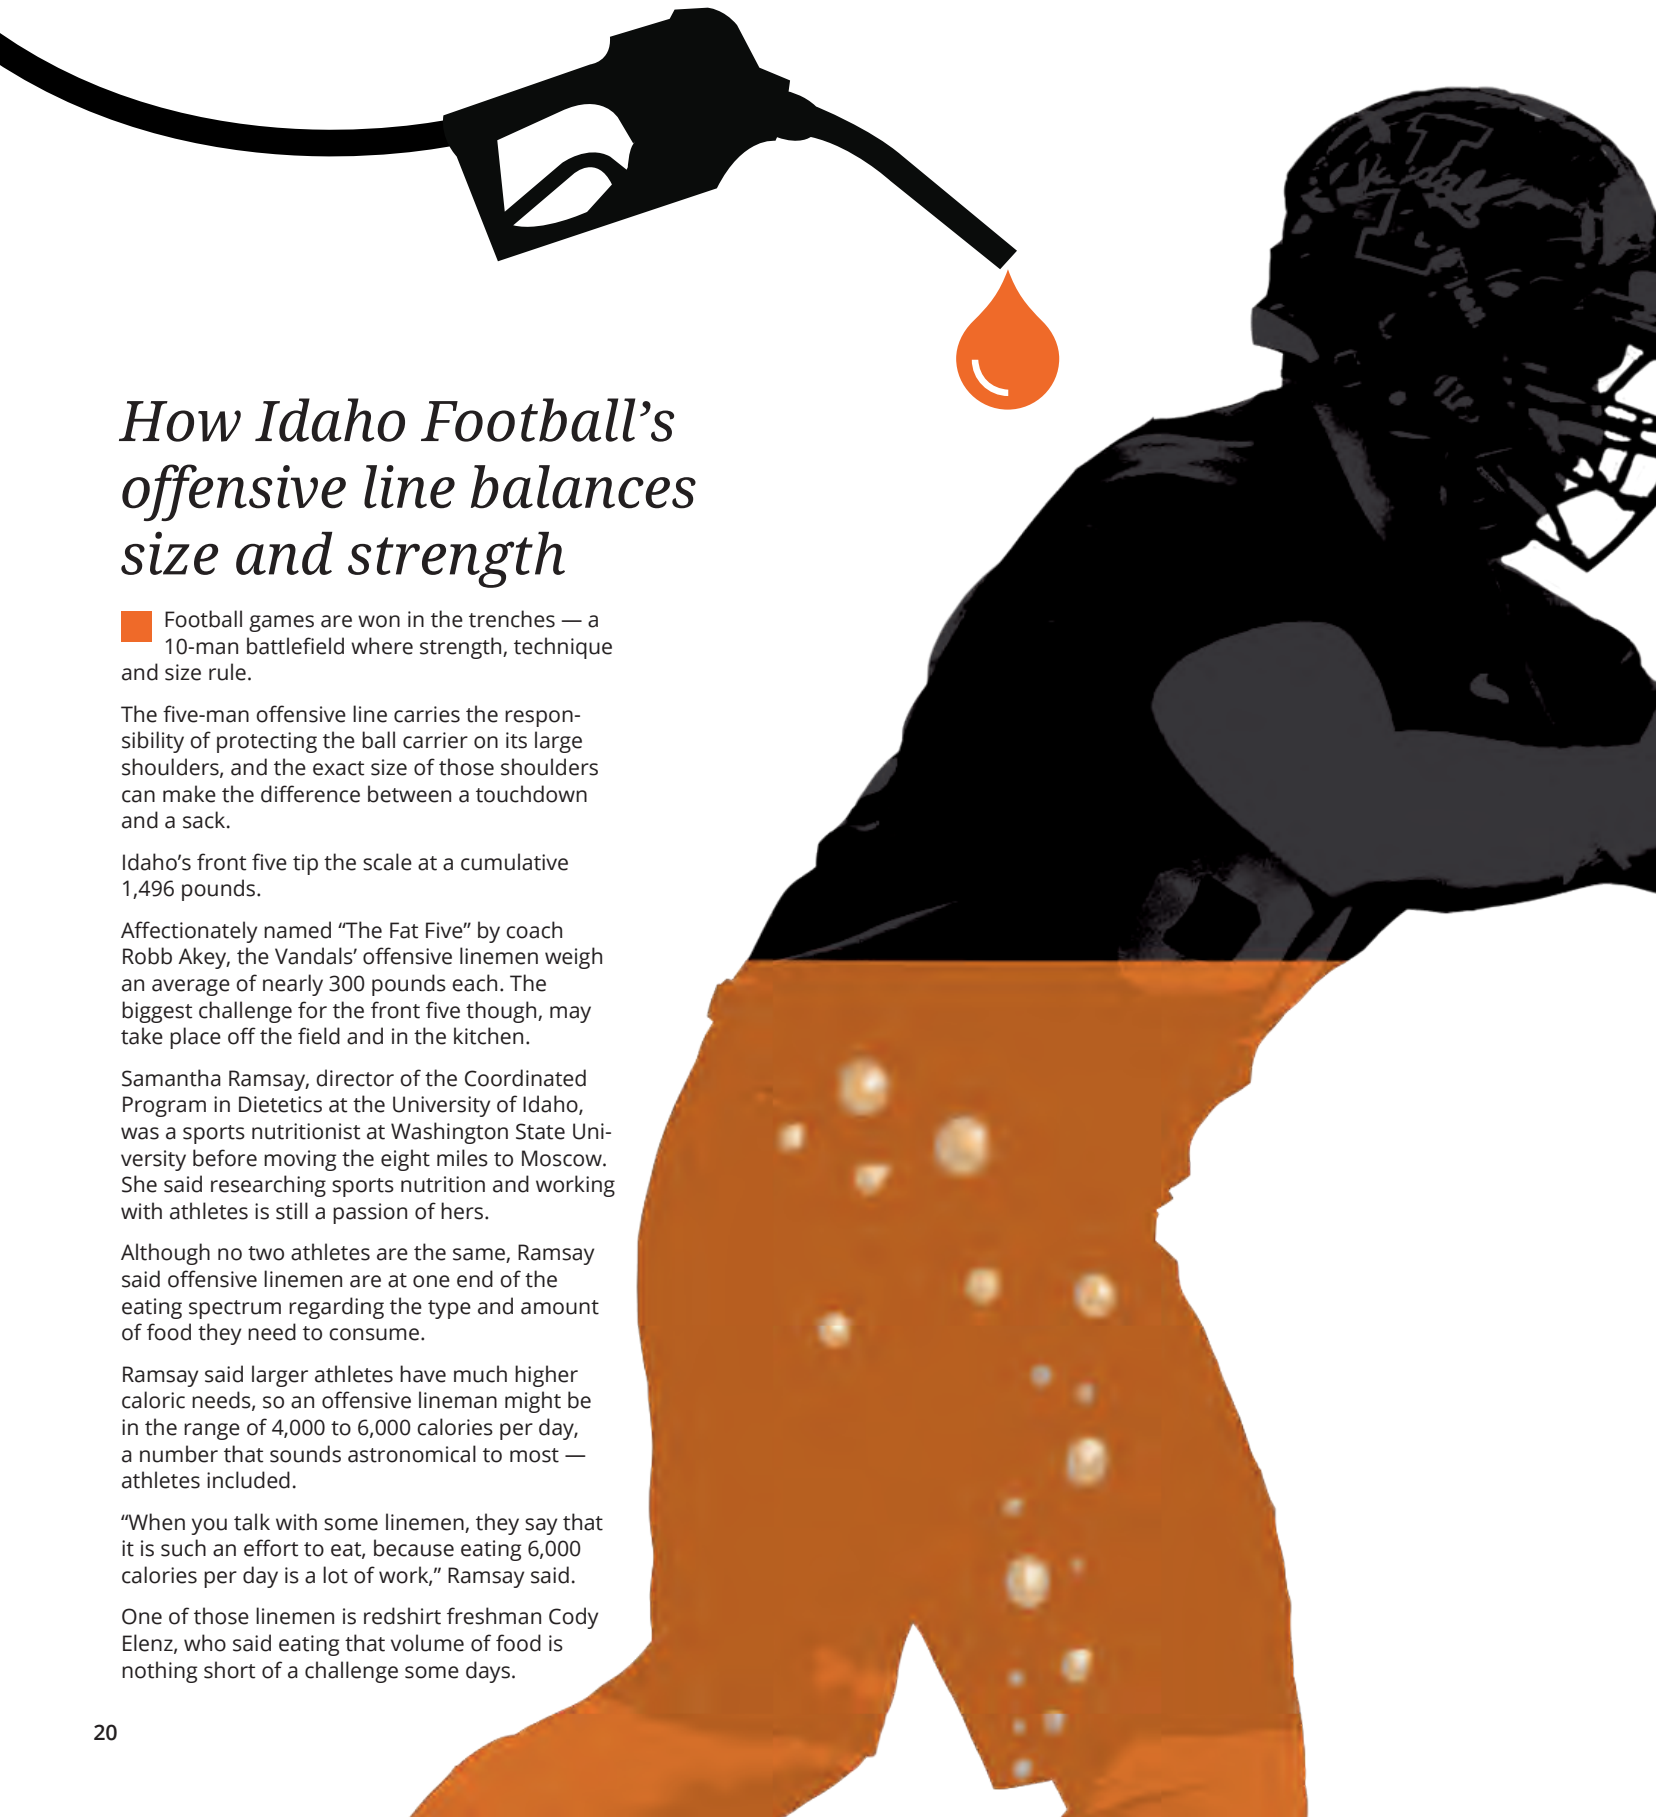 Vandals
How Idaho Football’s
offensive line balances
size and strength
Football games are won in the trenches — a
10-man battlefield where strength, technique
and size rule.
The five-man offensive line carries the respon-
sibility of protecting the ball carrier on its large
shoulders, and the exact size of those shoulders
can make the difference between a touchdown
and a sack.
Idaho’s front five tip the scale at a cumulative
1,496 pounds.
Affectionately named “The Fat Five” by coach
Robb Akey, the Vandals’ offensive linemen weigh
an average of nearly 300 pounds each. The
biggest challenge for the front five though, may
take place off the field and in the kitchen.
Samantha Ramsay, director of the Coordinated
Program in Dietetics at the University of Idaho,
was a sports nutritionist at Washington State Uni-
versity before moving the eight miles to Moscow.
She said researching sports nutrition and working
with athletes is still a passion of hers.
Although no two athletes are the same, Ramsay
said offensive linemen are at one end of the
eating spectrum regarding the type and amount
of food they need to consume.
Ramsay said larger athletes have much higher
caloric needs, so an offensive lineman might be
in the range of 4,000 to 6,000 calories per day,
a number that sounds astronomical to most —
athletes included.
“When you talk with some linemen, they say that
it is such an effort to eat, because eating 6,000
calories per day is a lot of work,” Ramsay said.
One of those linemen is redshirt freshman Cody
Elenz, who said eating that volume of food is
nothing short of a challenge some days.
20